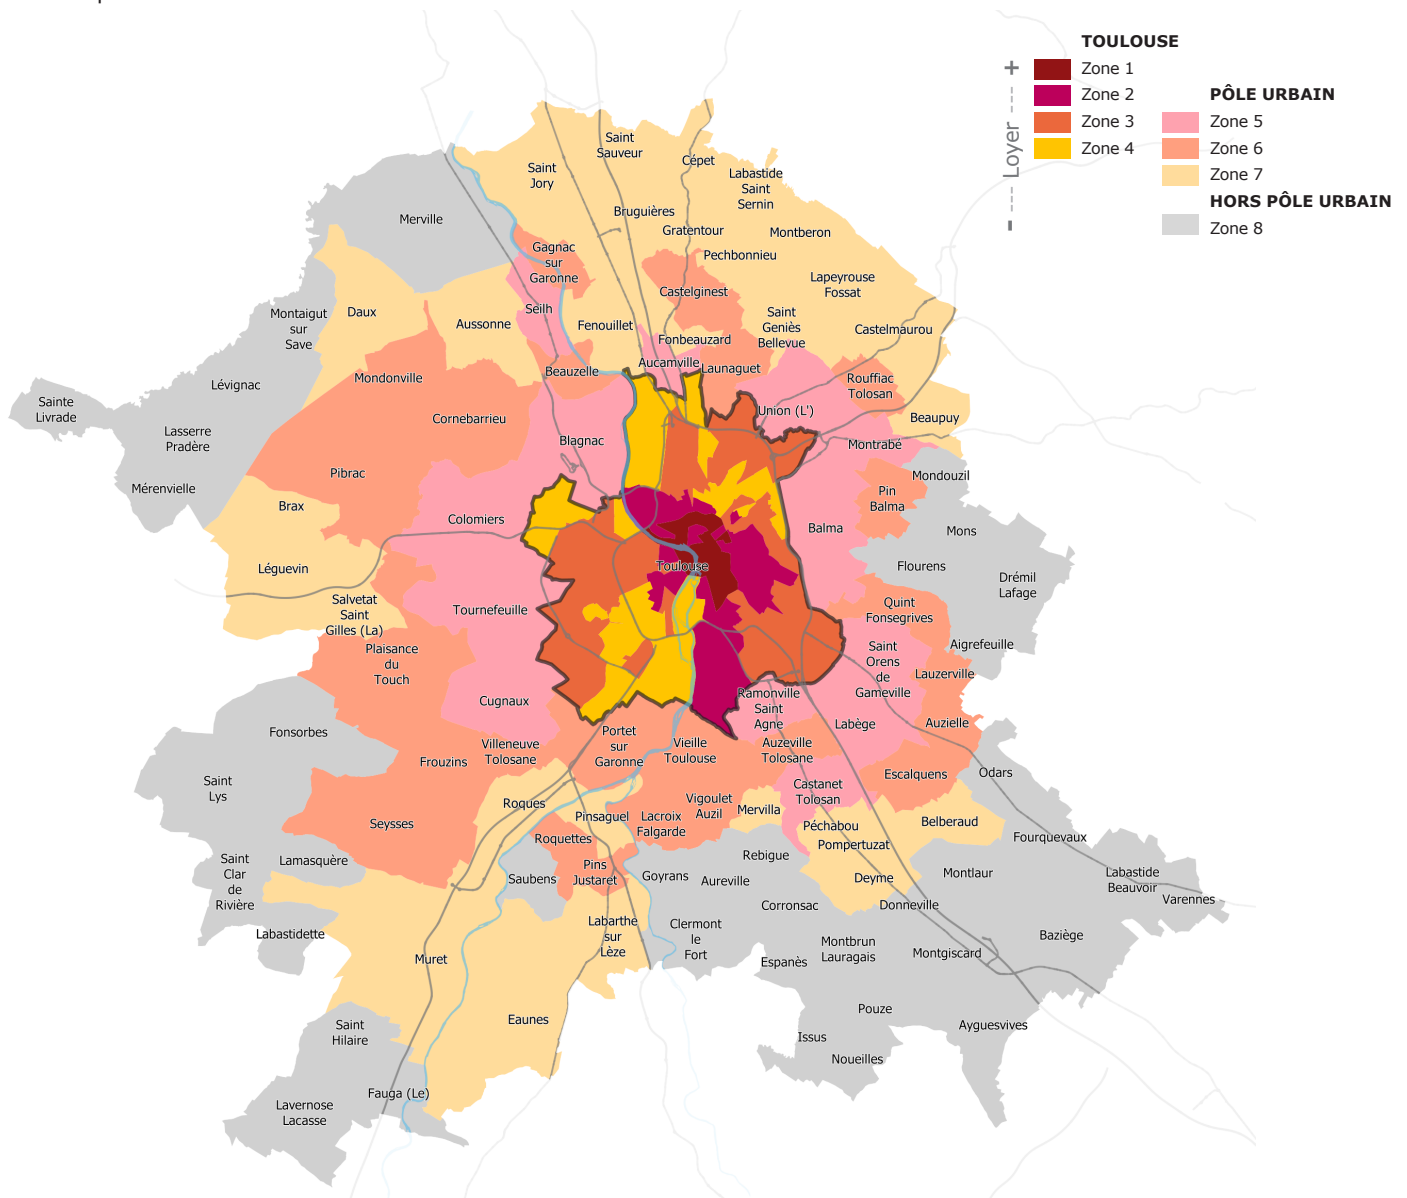 TOULOUSE
+
Zone 1
Zone 2
PÔLE URBAIN
Zone 3
Zone 5
Zone 4
Zone 6
Loyer
Zone 7
HORS PÔLE URBAIN
-
Zone 8
Saint
Sauveur
Cépet
Saint
Jory
Labastide
Saint
Sernin
Merville
Bruguières
Gratentour
Montberon
Gagnac
sur
Garonne
Pechbonnieu
Lapeyrouse
Fossat
Castelginest
Seilh
Montaigut
sur
Save
Daux
Aussonne
Fenouillet
Saint
Geniès
Bellevue
Castelmaurou
Fonbeauzard
Aucamville
Launaguet
Beauzelle
Mondonville
Rouffiac
Tolosan
Lévignac
Sainte
Livrade
Cornebarrieu
Union (L')
Beaupuy
Lasserre
Pradère
Blagnac
Montrabé
Pibrac
Mondouzil
Mérenvielle
Brax
Pin
Balma
Colomiers
Balma
Mons
Léguevin
Toulouse
Flourens
Drémil
Lafage
Salvetat
Saint
Gilles (La)
Tournefeuille
Quint
Fonsegrives
Plaisance
du
Touch
Saint
Orens
de
Gameville
Aigrefeuille
Lauzerville
Cugnaux
Ramonville
Saint
Agne
Labège
Auzielle
Fonsorbes
Portet
sur
Garonne
Villeneuve
Tolosane
Vieille
Toulouse
Auzeville
Tolosane
Frouzins
Escalquens
Odars
Saint
Lys
Castanet
Tolosan
Roques
Vigoulet
Auzil
Mervilla
Seysses
Pinsaguel
Lacroix
Falgarde
Péchabou
Belberaud
Roquettes
Pompertuzat
Fourquevaux
Saint
Clar
de
Rivière
Lamasquère
Rebigue
Pins
Justaret
Saubens
Goyrans
Aureville
Deyme
Montlaur
Labastide
Beauvoir
Varennes
Corronsac
Donneville
Labastidette
Labarthe
sur
Lèze
Clermont
le
Fort
Baziège
Muret
Montbrun
Lauragais
Montgiscard
Espanès
Pouze
Eaunes
Saint
Hilaire
Ayguesvives
Issus
Noueilles
Fauga (Le)
Lavernose
Lacasse